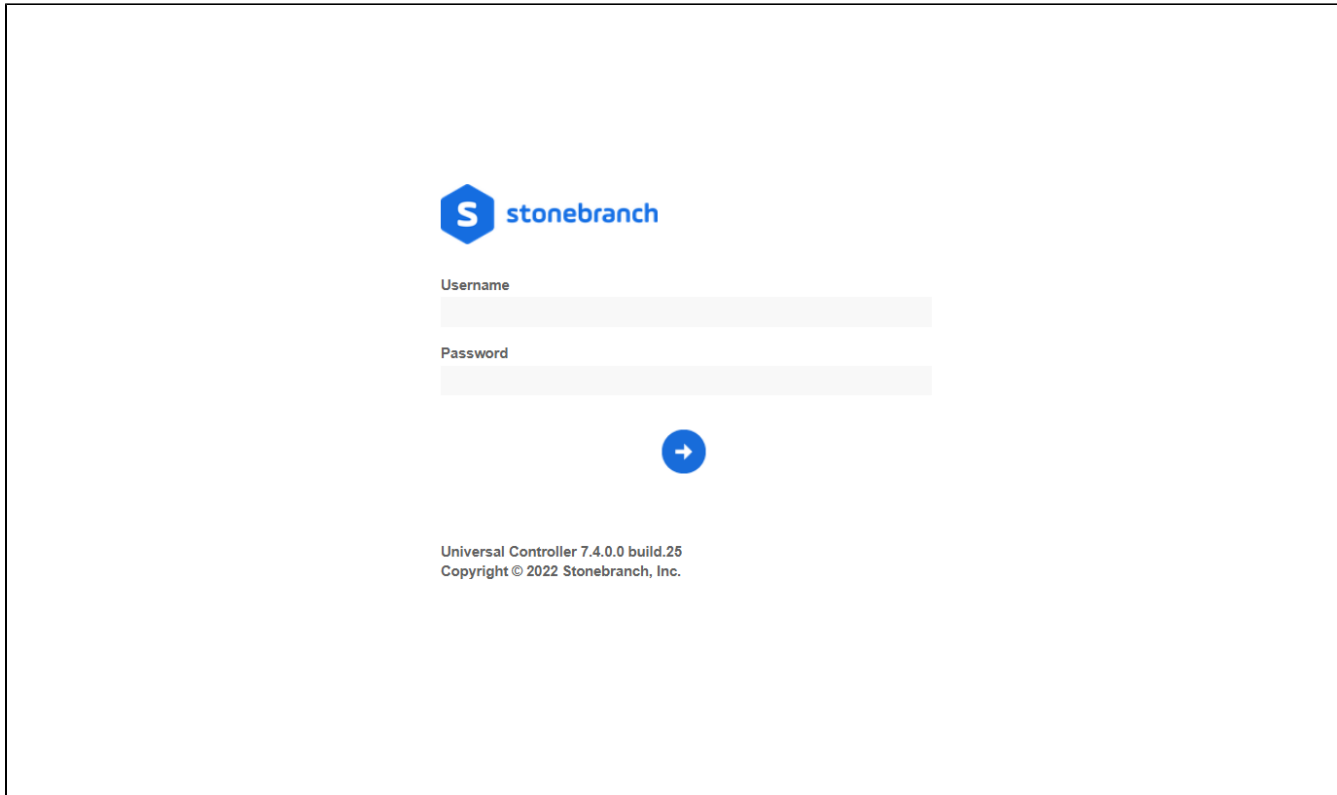 S stonebranch
Username
Password
Universal Controller 7.4.0.0 build.25
Copyright © 2022 Stonebranch, Inc.